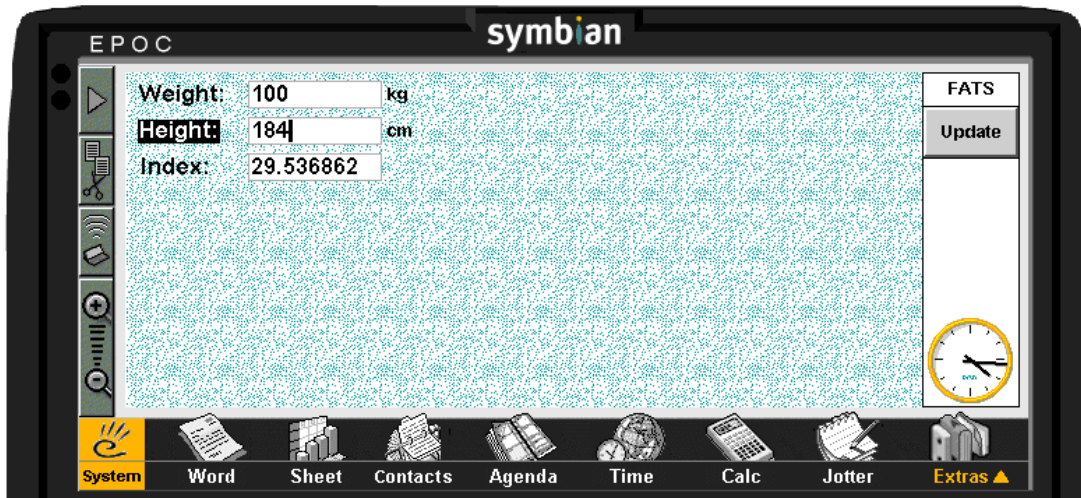 symbian
EPOC
Weight: 100 kg
Height: 184 cm
Index: 29.536862
FATS
Update
System Word Sheet Contacts Agenda Time Calc Jotter Extras